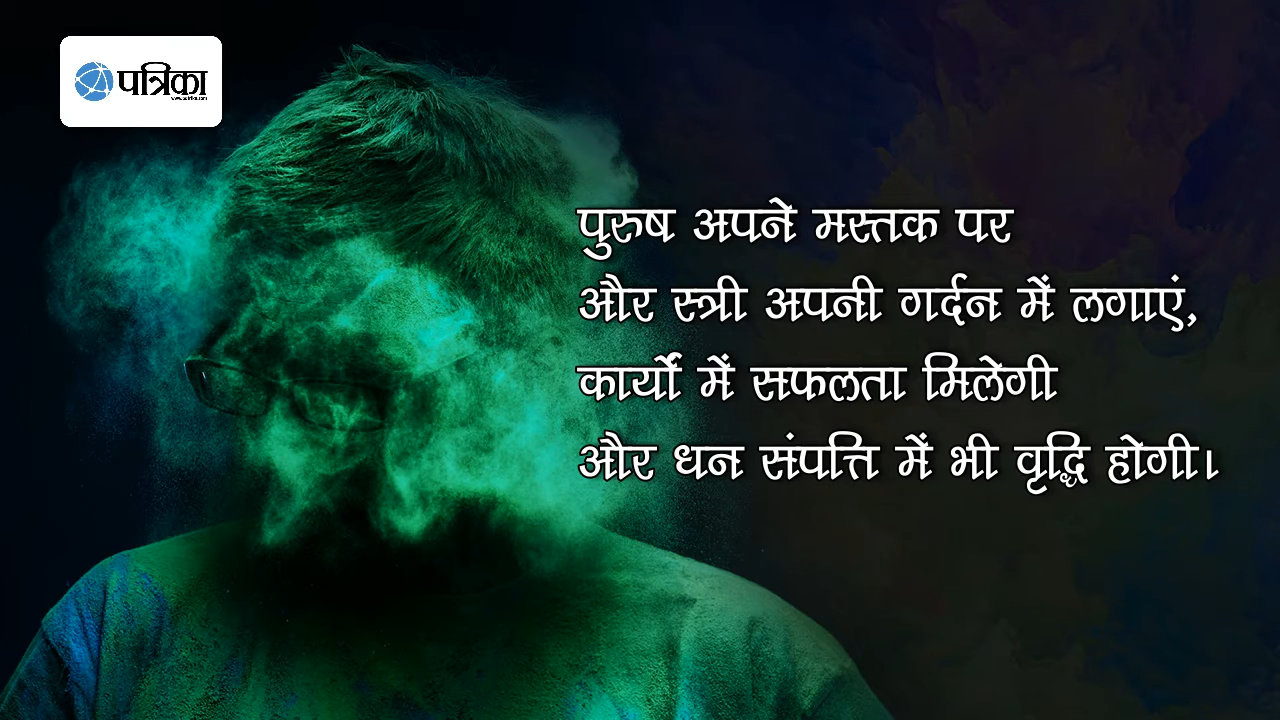 पत्रिका
पुरुष अपने मस्तक पर
और स्त्री अपनी गर्दन में लगाएं,
कार्यों में सफलता मिलेगी
और धन संपत्ति में भी वृद्धि होगी।